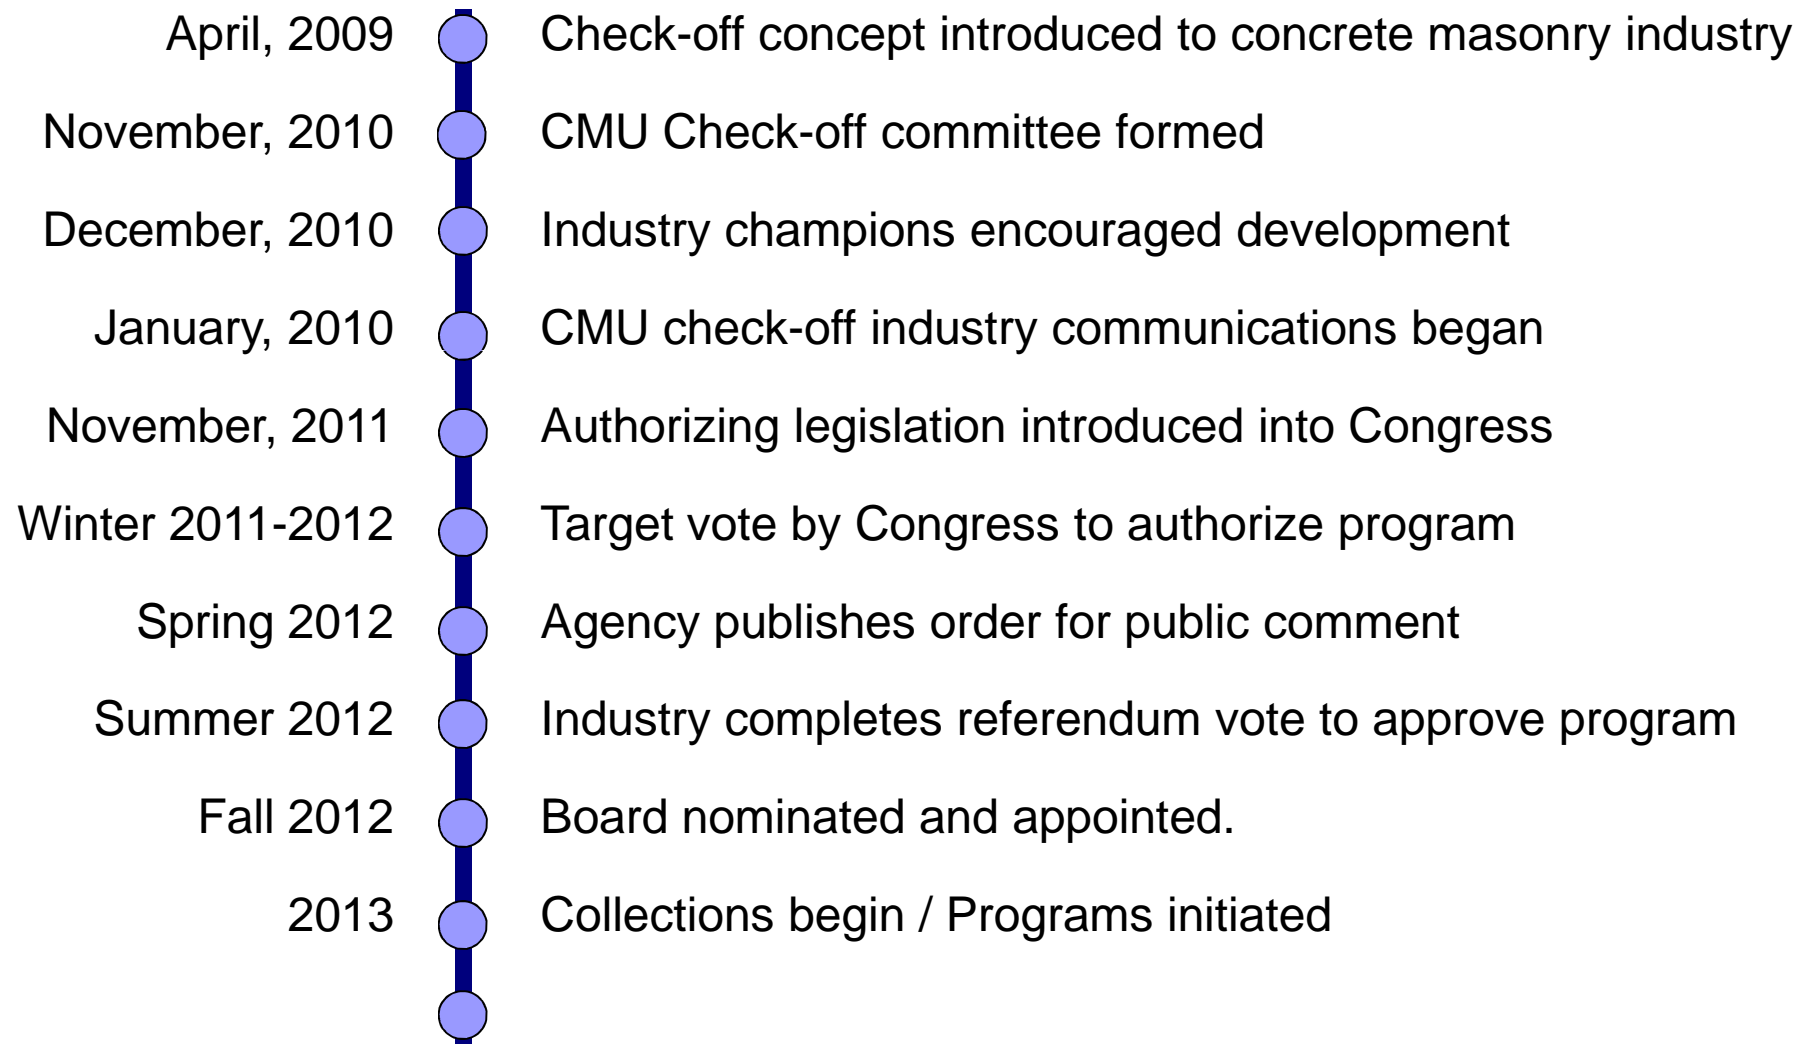 April, 2009 Check-off concept introduced to concrete masonry industry
November, 2010 CMU Check-off committee formed
December, 2010 Industry champions encouraged development
January, 2010 CMU check-off industry communications began
November, 2011 Authorizing legislation introduced into Congress
Winter 2011-2012 Target vote by Congress to authorize program
Spring 2012 Agency publishes order for public comment
Summer 2012 Industry completes referendum vote to approve program
Fall 2012 Board nominated and appointed.
2013 Collections begin / Programs initiated